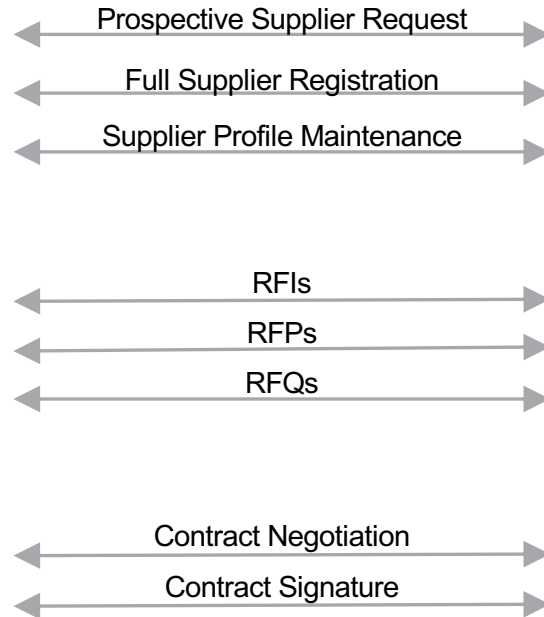 Prospective Supplier Request
Full Supplier Registration
Supplier Profile Maintenance
RFIs
RFPs
RFQs
Contract Negotiation
Contract Signature